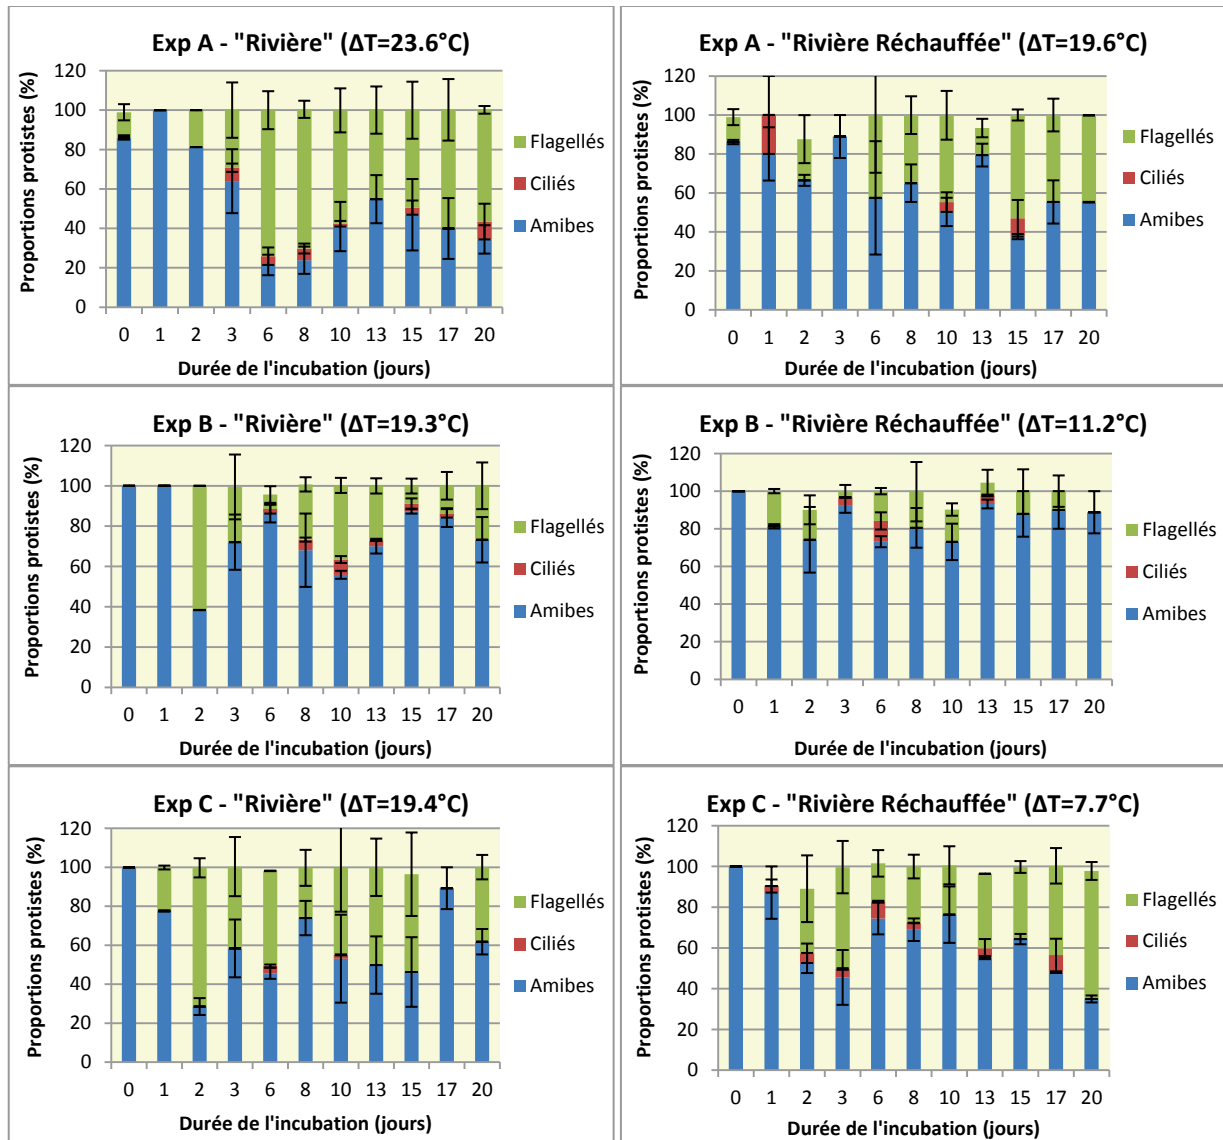 Exp A - "Rivière" (ΔT=23.6°C)
Proportions protistes (%)
120
100
80
60
40
20
0
0 1 2 3 6 8 10 13 15 17 20
Durée de l'incubation (jours)
Flagellés
Ciliés
Amibes
Exp A - "Rivière Réchauffée" (ΔT=19.6°C)
Proportions protistes (%)
120
100
80
60
40
20
0
0 1 2 3 6 8 10 13 15 17 20
Durée de l'incubation (jours)
Flagellés
Ciliés
Amibes
Exp B - "Rivière" (ΔT=19.3°C)
Proportions protistes (%)
120
100
80
60
40
20
0
0 1 2 3 6 8 10 13 15 17 20
Durée de l'incubation (jours)
Flagellés
Ciliés
Amibes
Exp B - "Rivière Réchauffée" (ΔT=11.2°C)
Proportions protistes (%)
120
100
80
60
40
20
0
0 1 2 3 6 8 10 13 15 17 20
Durée de l'incubation (jours)
Flagellés
Ciliés
Amibes
Exp C - "Rivière" (ΔT=19.4°C)
Proportions protistes (%)
120
100
80
60
40
20
0
0 1 2 3 6 8 10 13 15 17 20
Durée de l'incubation (jours)
Flagellés
Ciliés
Amibes
Exp C - "Rivière Réchauffée" (ΔT=7.7°C)
Proportions protistes (%)
120
100
80
60
40
20
0
0 1 2 3 6 8 10 13 15 17 20
Durée de l'incubation (jours)
Flagellés
Ciliés
Amibes